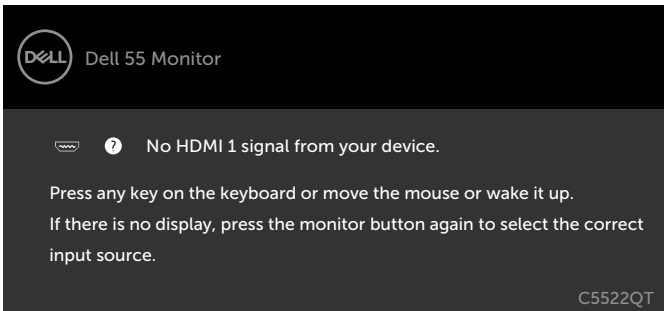 DELL Dell 55 Monitor
? No HDMI 1 signal from your device.
Press any key on the keyboard or move the mouse or wake it up.
If there is no display, press the monitor button again to select the correct
input source.
C5522QT